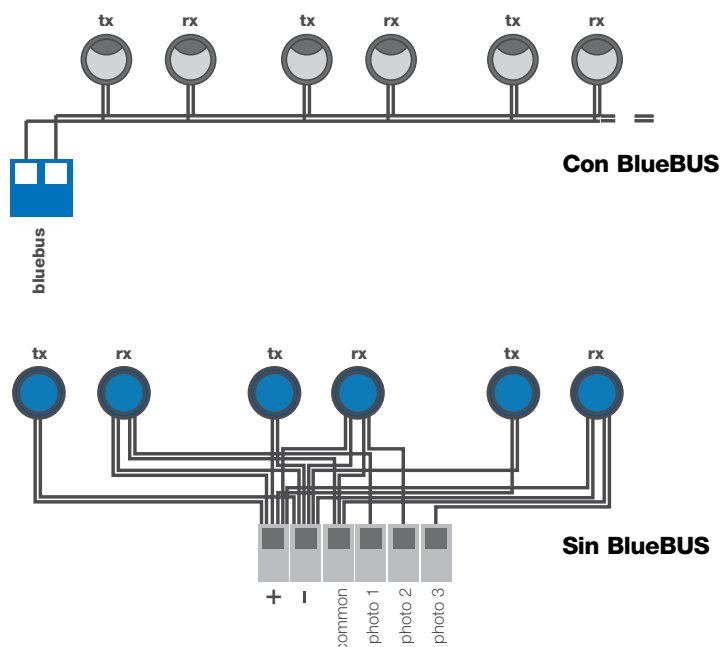 tx rx tx rx tx rx
Con BlueBUS
bluebus
tx rx tx rx tx rx
Sin BlueBUS
+ – common photo 1 photo 2 photo 3